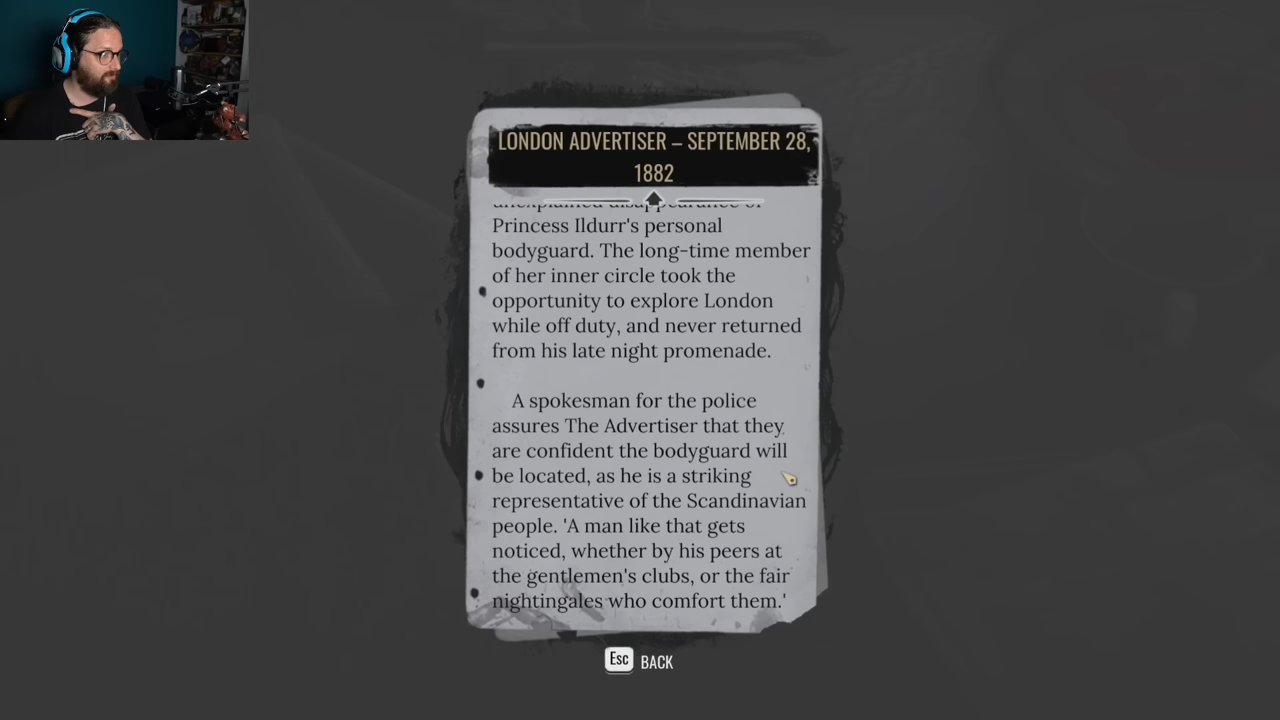 LONDON ADVERTISER – SEPTEMBER 28,
1882
unexplained disappearance of
Princess Ildurr's personal
bodyguard. The long-time member
of her inner circle took the
opportunity to explore London
while off duty, and never returned
from his late night promenade.
A spokesman for the police
assures The Advertiser that they
are confident the bodyguard will
be located, as he is a striking
representative of the Scandinavian
people. 'A man like that gets
noticed, whether by his peers at
the gentlemen's clubs, or the fair
nightingales who comfort them.'
Esc BACK